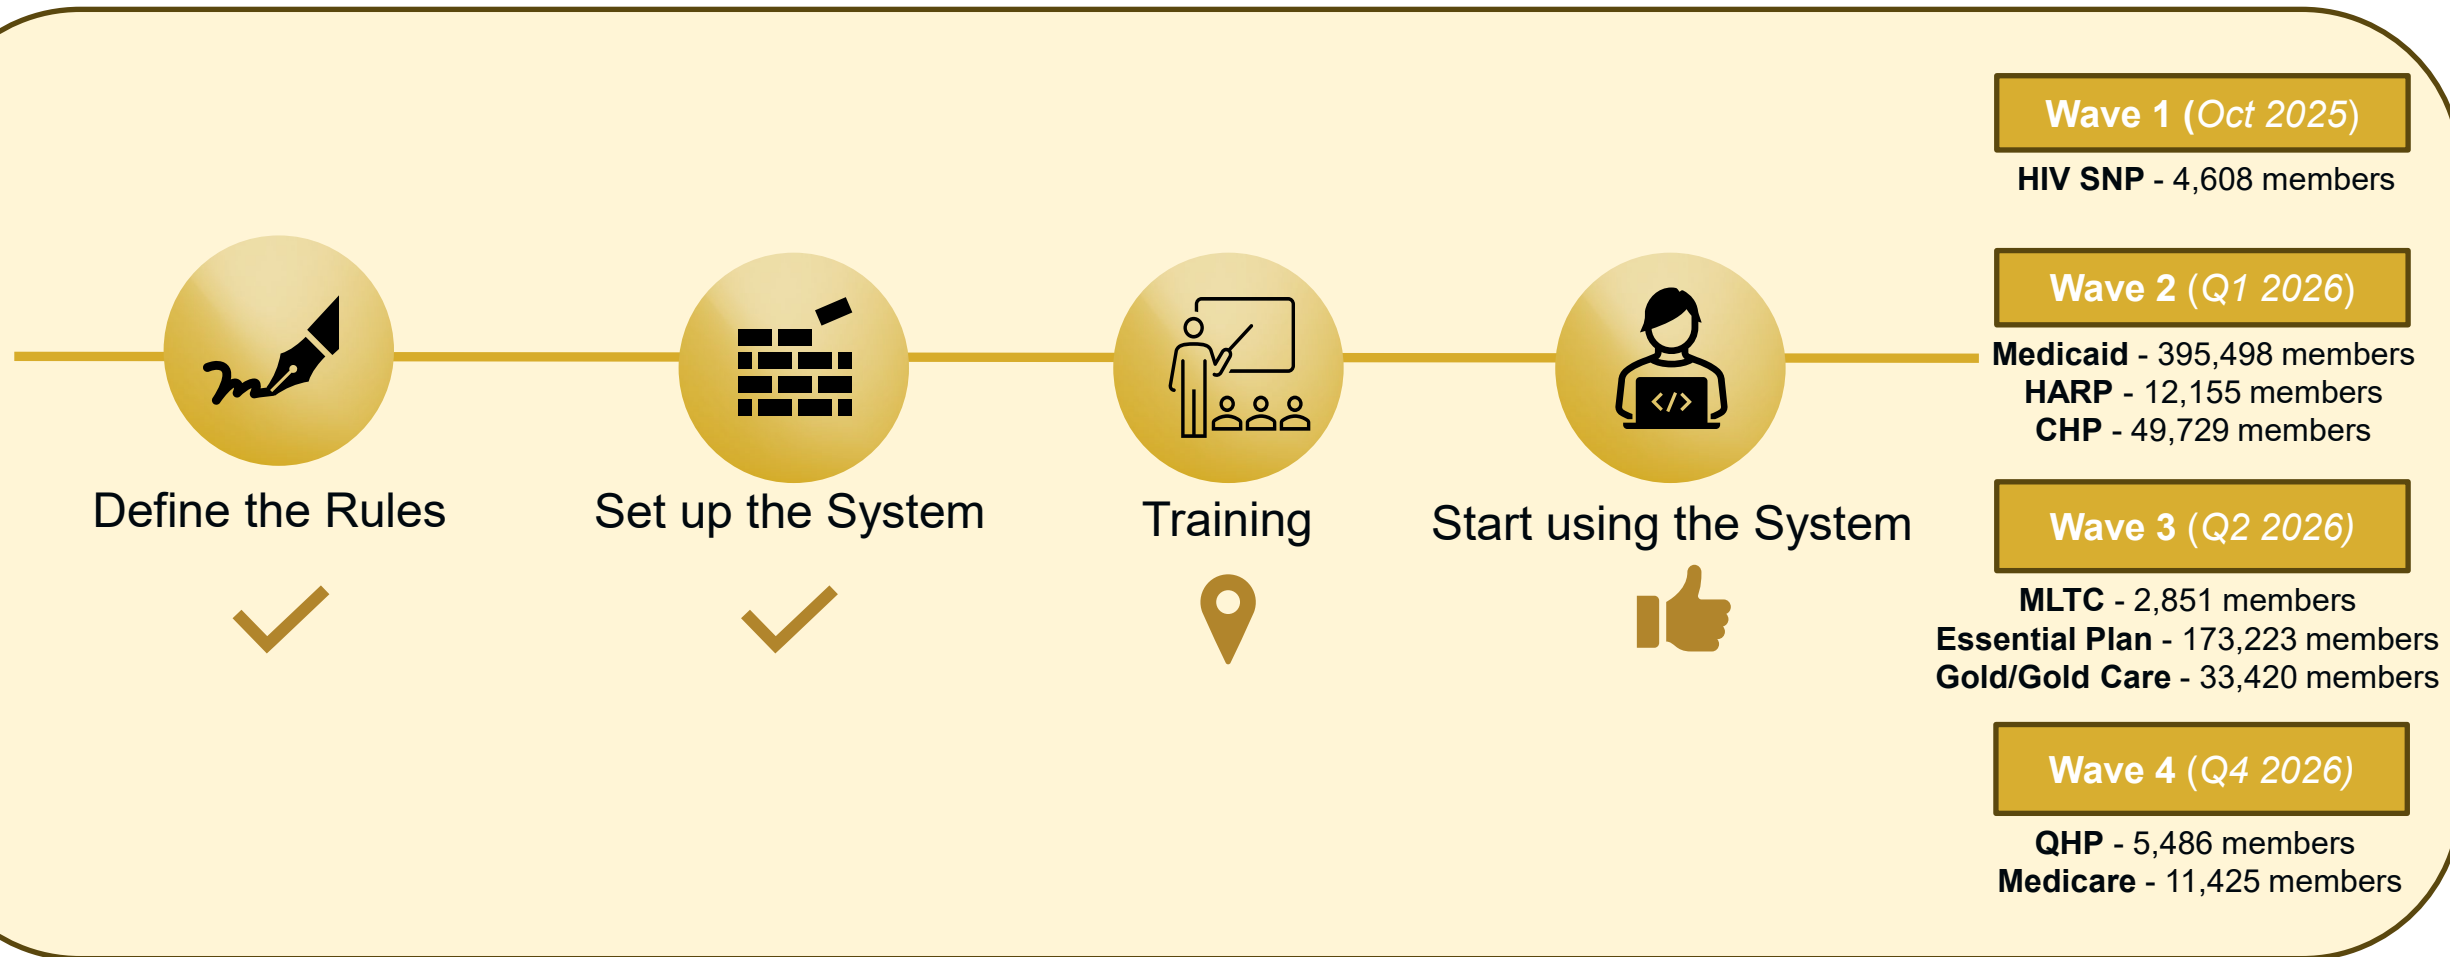 Define the Rules
Set up the System
Training
Start using the System
Wave 1 (Oct 2025)
HIV SNP - 4,608 members
Wave 2 (Q1 2026)
Medicaid - 395,498 members
HARP - 12,155 members
CHP - 49,729 members
Wave 3 (Q2 2026)
MLTC - 2,851 members
Essential Plan - 173,223 members
Gold/Gold Care - 33,420 members
Wave 4 (Q4 2026)
QHP - 5,486 members
Medicare - 11,425 members